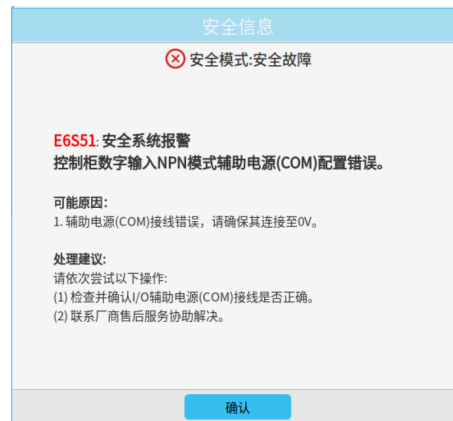 安全信息
安全模式:安全故障
E6S51: 安全系统报警
控制柜数字输入NPN模式辅助电源(COM)配置错误。
可能原因:
1. 辅助电源(COM)接线错误，请确保其连接至0V。
处理建议:
请依次尝试以下操作:
(1) 检查并确认I/O辅助电源(COM)接线是否正确。
(2) 联系厂商售后服务协助解决。
确认